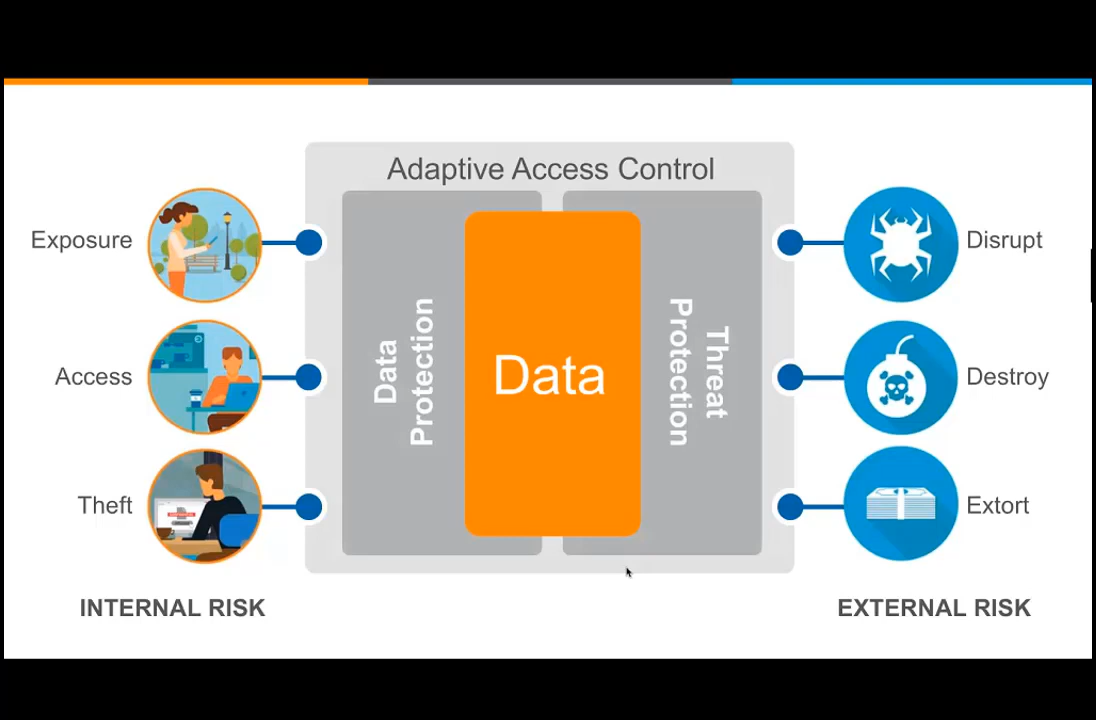 Adaptive Access Control
Exposure
Access
Theft
INTERNAL RISK
Data
Protection
Data
Threat
Protection
Disrupt
Destroy
Extort
EXTERNAL RISK